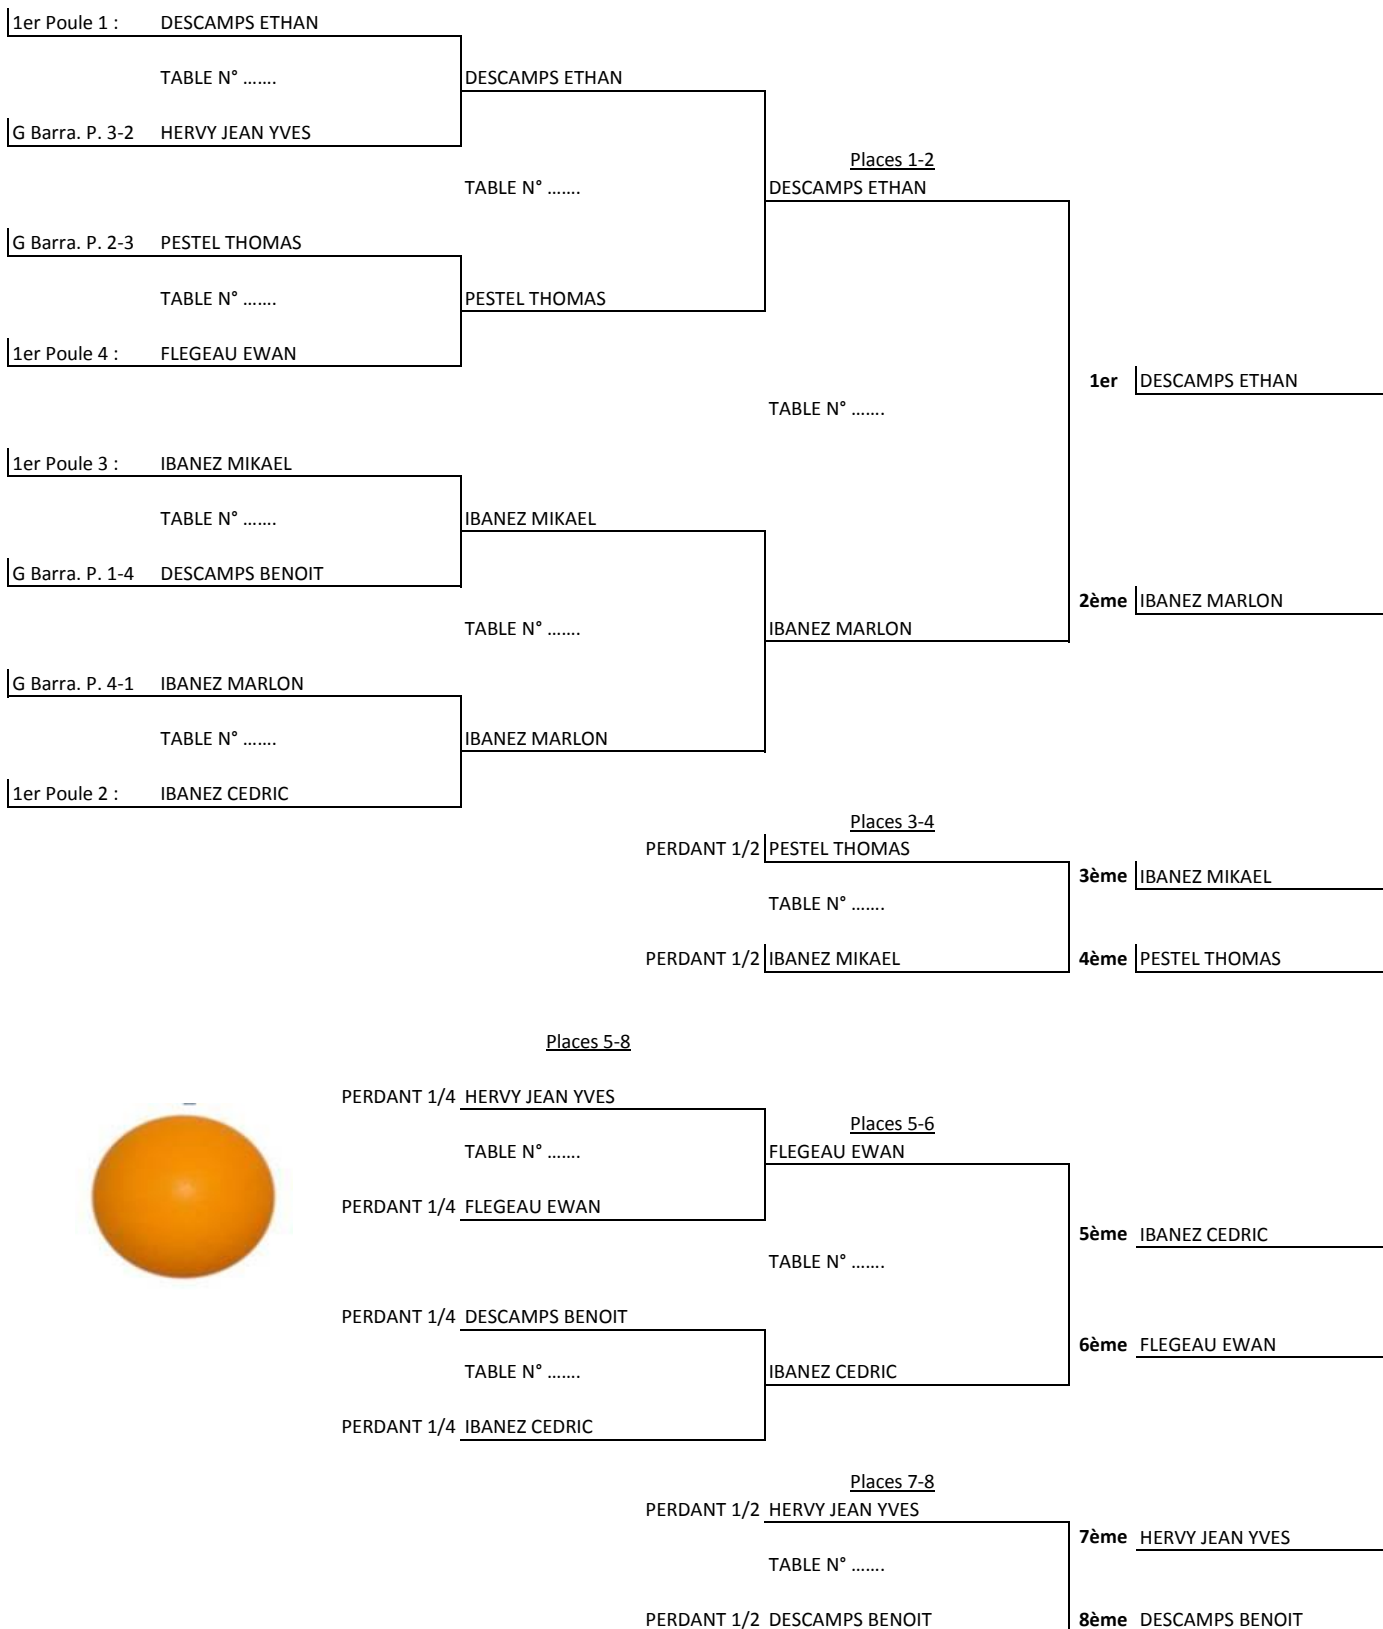 1er Poule 1 : DESCAMPS ETHAN
TABLE N° ....... DESCAMPS ETHAN
G Barra. P. 3-2 HERVY JEAN YVES
Places 1-2
TABLE N° ....... DESCAMPS ETHAN
G Barra. P. 2-3 PESTEL THOMAS
TABLE N° ....... PESTEL THOMAS
1er Poule 4 : FLEGEAU EWAN
1er DESCAMPS ETHAN
TABLE N° .......
1er Poule 3 : IBANEZ MIKAEL
TABLE N° ....... IBANEZ MIKAEL
G Barra. P. 1-4 DESCAMPS BENOIT
2ème IBANEZ MARLON
TABLE N° ....... IBANEZ MARLON
G Barra. P. 4-1 IBANEZ MARLON
TABLE N° ....... IBANEZ MARLON
1er Poule 2 : IBANEZ CEDRIC
Places 3-4
PERDANT 1/2 PESTEL THOMAS
3ème IBANEZ MIKAEL
TABLE N° .......
PERDANT 1/2 IBANEZ MIKAEL 4ème PESTEL THOMAS
Places 5-8
PERDANT 1/4 HERVY JEAN YVES
Places 5-6
TABLE N° ....... FLEGEAU EWAN
PERDANT 1/4 FLEGEAU EWAN
5ème IBANEZ CEDRIC
TABLE N° .......
PERDANT 1/4 DESCAMPS BENOIT
6ème FLEGEAU EWAN
TABLE N° ....... IBANEZ CEDRIC
PERDANT 1/4 IBANEZ CEDRIC
Places 7-8
PERDANT 1/2 HERVY JEAN YVES
7ème HERVY JEAN YVES
TABLE N° .......
PERDANT 1/2 DESCAMPS BENOIT 8ème DESCAMPS BENOIT